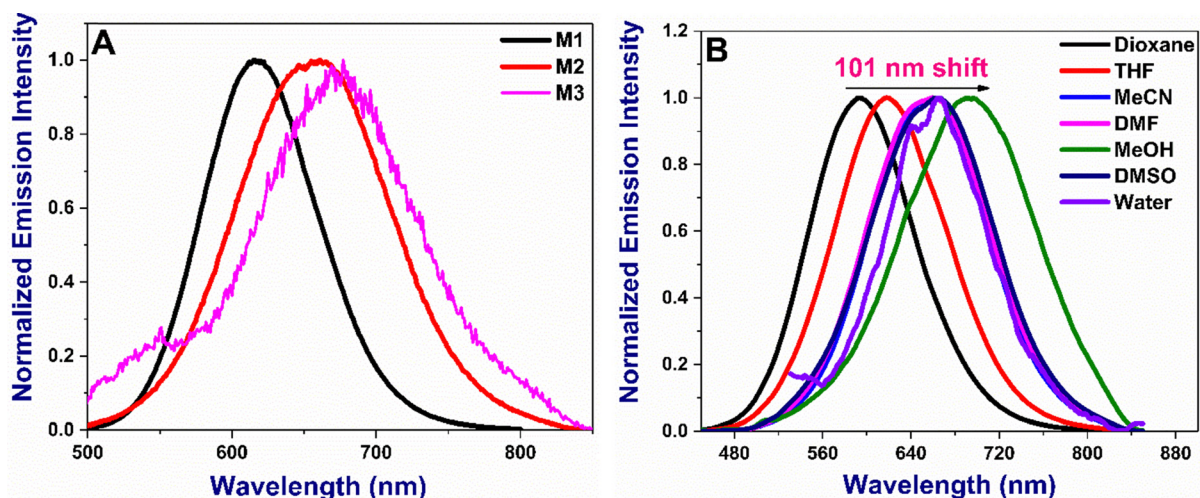 A
M1
M2
M3
Normalized Emission Intensity
1.0
0.8
0.6
0.4
0.2
0.0
500
600
700
800
Wavelength (nm)
B
101 nm shift
Dioxane
THF
MeCN
DMF
MeOH
DMSO
Water
Normalized Emission Intensity
1.2
1.0
0.8
0.6
0.4
0.2
0.0
480
560
640
720
800
880
Wavelength (nm)